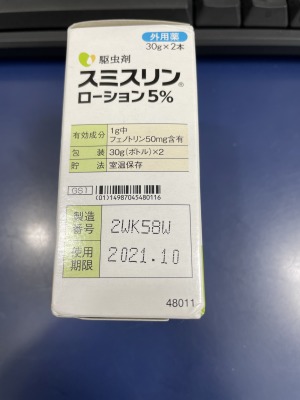 外用薬
30g×2本
駆虫剤
スミスリン®
ローション5%
有効成分 1g中
フェノトリン50mg含有
包装 30g(ボトル)×2
貯法 室温保存
GS1
(01)14987045480116
製造番号 2WK58W
使用期限 2021.10
48011